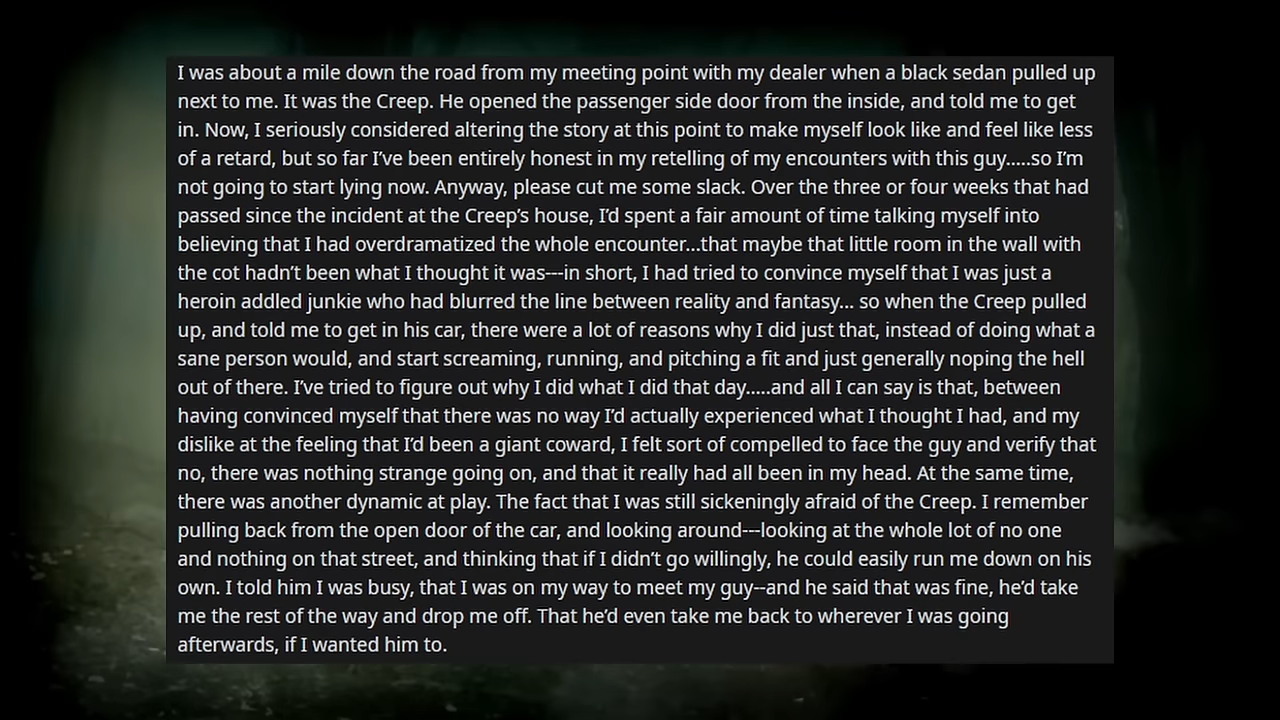 I was about a mile down the road from my meeting point with my dealer when a black sedan pulled up
next to me. It was the Creep. He opened the passenger side door from the inside, and told me to get
in. Now, I seriously considered altering the story at this point to make myself look like and feel like less
of a retard, but so far I’ve been entirely honest in my retelling of my encounters with this guy.....so I’m
not going to start lying now. Anyway, please cut me some slack. Over the three or four weeks that had
passed since the incident at the Creep’s house, I’d spent a fair amount of time talking myself into
believing that I had overdramatized the whole encounter...that maybe that little room in the wall with
the cot hadn’t been what I thought it was---in short, I had tried to convince myself that I was just a
heroin addled junkie who had blurred the line between reality and fantasy... so when the Creep pulled
up, and told me to get in his car, there were a lot of reasons why I did just that, instead of doing what a
sane person would, and start screaming, running, and pitching a fit and just generally noping the hell
out of there. I’ve tried to figure out why I did what I did that day.....and all I can say is that, between
having convinced myself that there was no way I’d actually experienced what I thought I had, and my
dislike at the feeling that I’d been a giant coward, I felt sort of compelled to face the guy and verify that
no, there was nothing strange going on, and that it really had all been in my head. At the same time,
there was another dynamic at play. The fact that I was still sickeningly afraid of the Creep. I remember
pulling back from the open door of the car, and looking around---looking at the whole lot of no one
and nothing on that street, and thinking that if I didn’t go willingly, he could easily run me down on his
own. I told him I was busy, that I was on my way to meet my guy--and he said that was fine, he’d take
me the rest of the way and drop me off. That he’d even take me back to wherever I was going
afterwards, if I wanted him to.